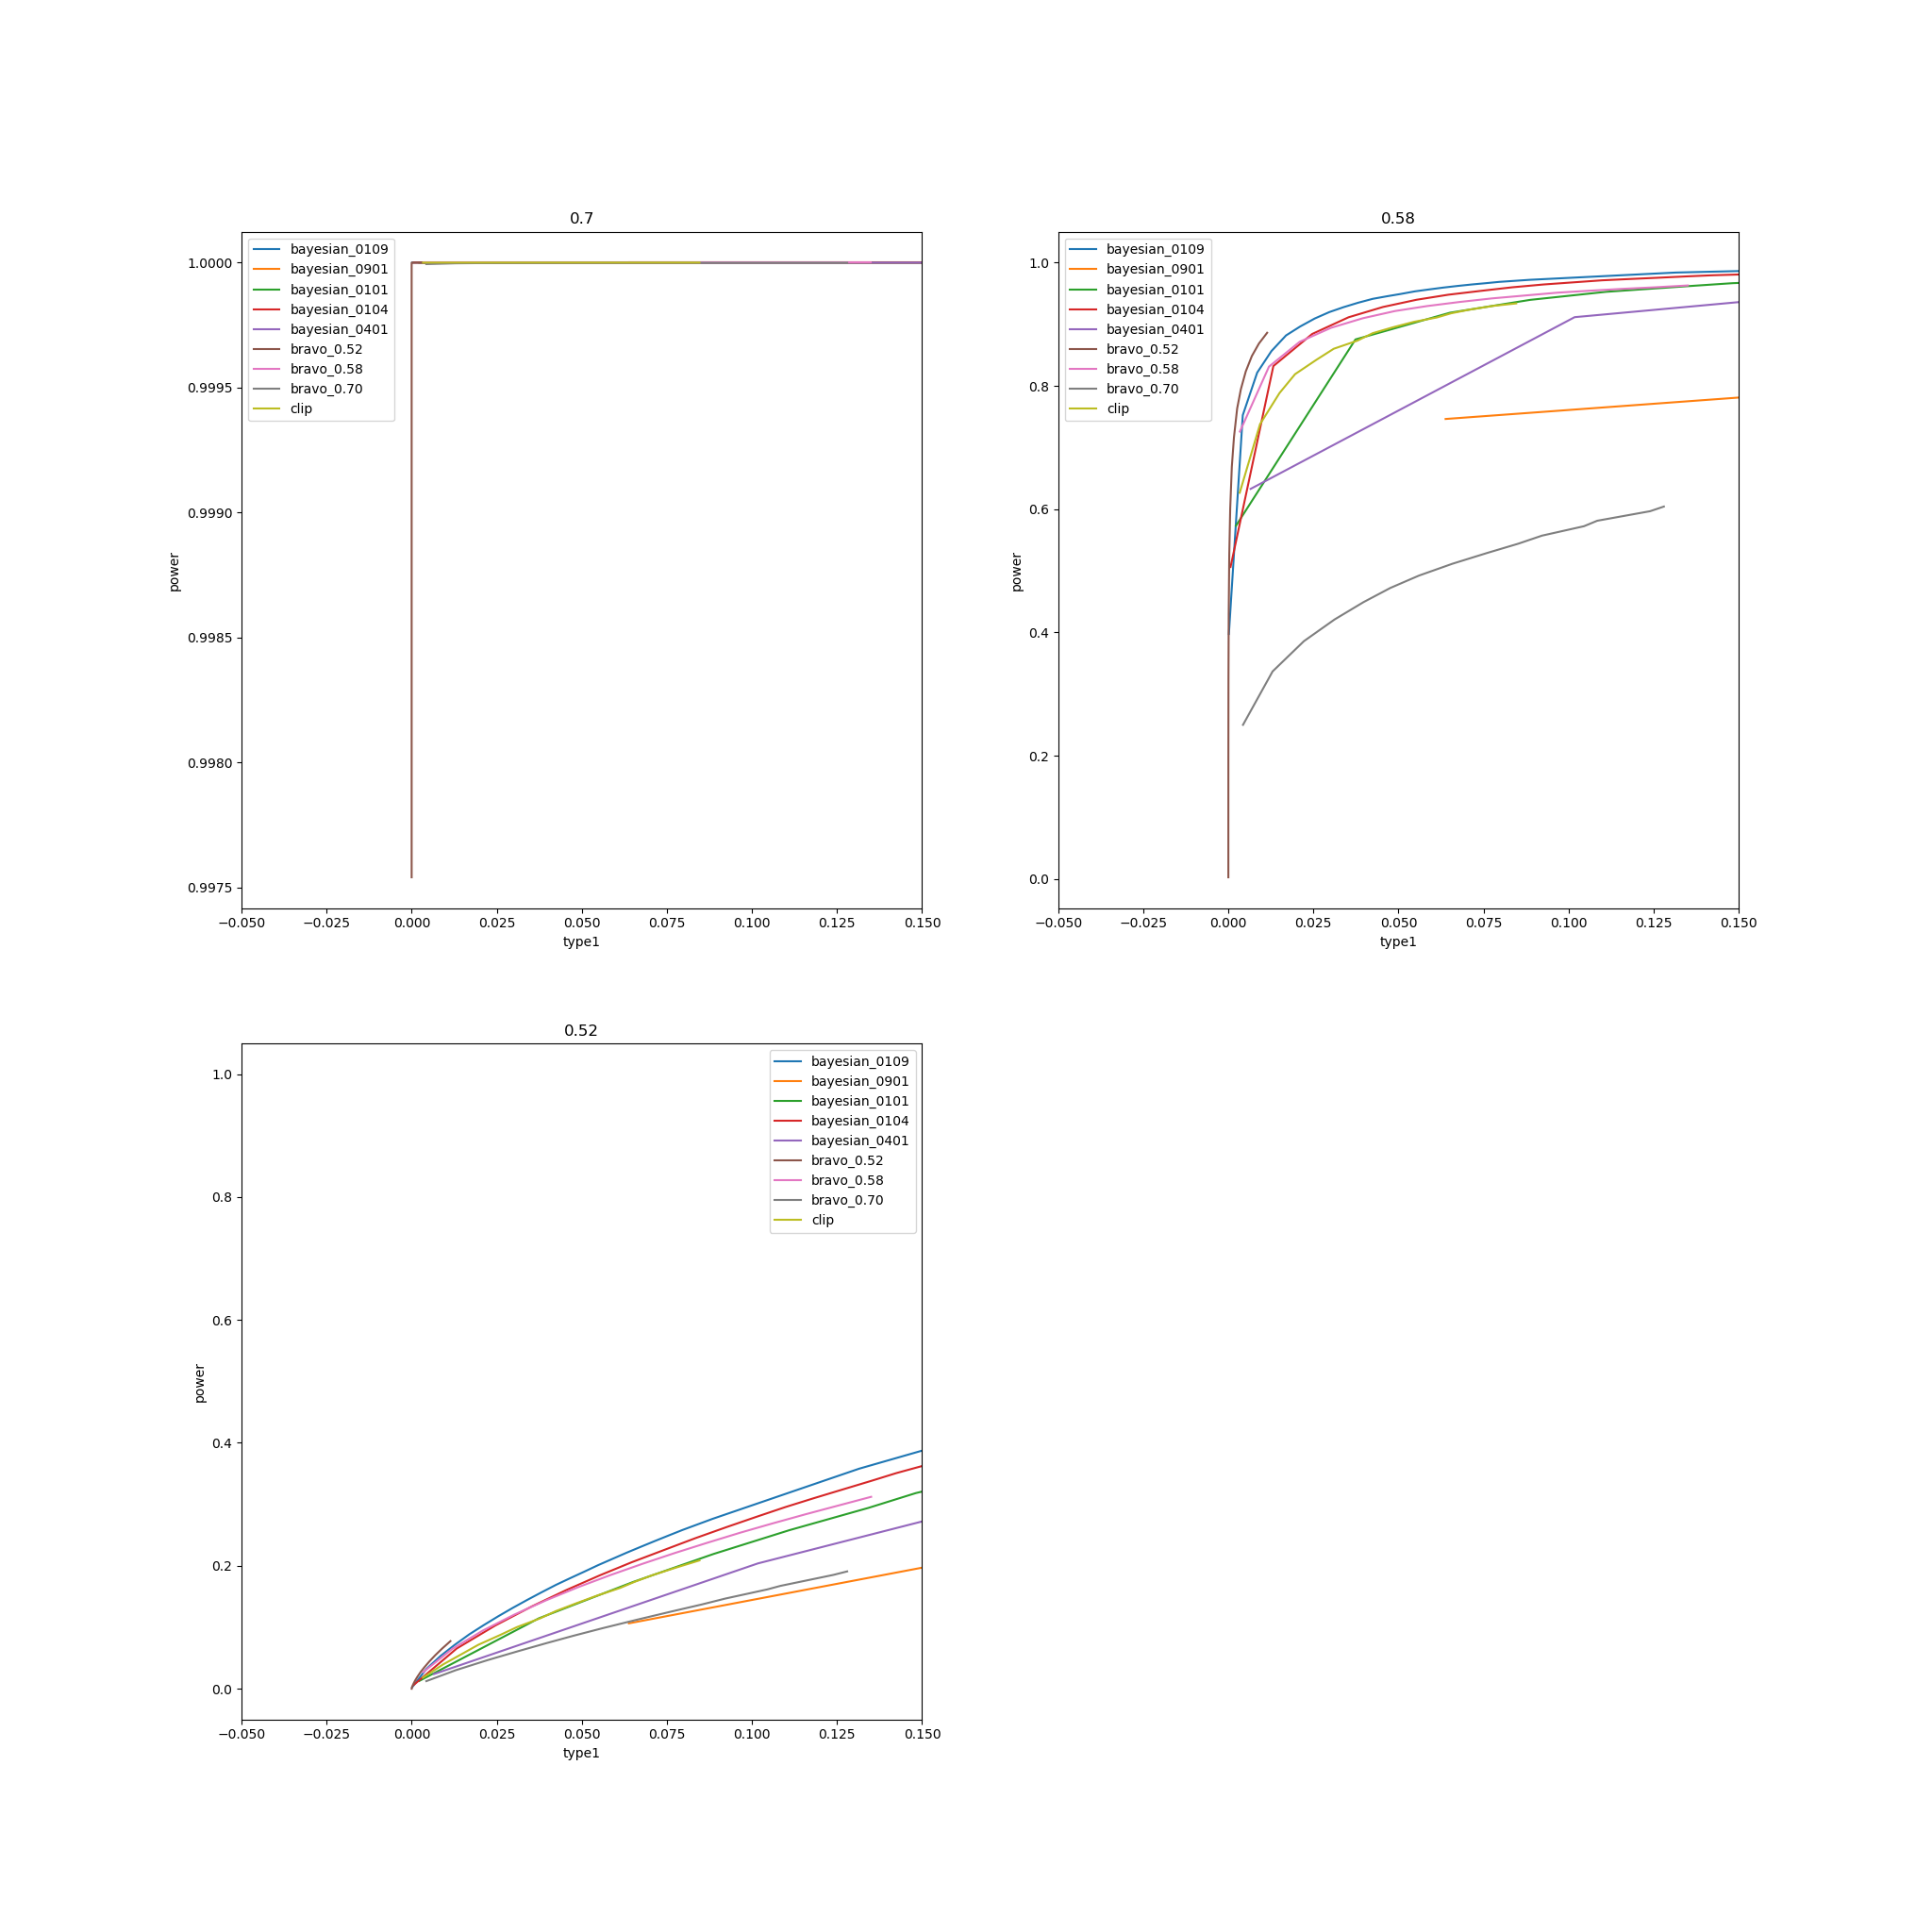 0.7
bayesian_0109
bayesian_0901
bayesian_0101
bayesian_0104
bayesian_0401
bravo_0.52
bravo_0.58
bravo_0.70
clip
1.0000
0.9995
0.9990
0.9985
0.9980
0.9975
power
−0.050 −0.025 0.000 0.025 0.050 0.075 0.100 0.125 0.150
type1
0.58
bayesian_0109
bayesian_0901
bayesian_0101
bayesian_0104
bayesian_0401
bravo_0.52
bravo_0.58
bravo_0.70
clip
1.0
0.8
0.6
0.4
0.2
0.0
power
−0.050 −0.025 0.000 0.025 0.050 0.075 0.100 0.125 0.150
type1
0.52
bayesian_0109
bayesian_0901
bayesian_0101
bayesian_0104
bayesian_0401
bravo_0.52
bravo_0.58
bravo_0.70
clip
1.0
0.8
0.6
0.4
0.2
0.0
power
−0.050 −0.025 0.000 0.025 0.050 0.075 0.100 0.125 0.150
type1